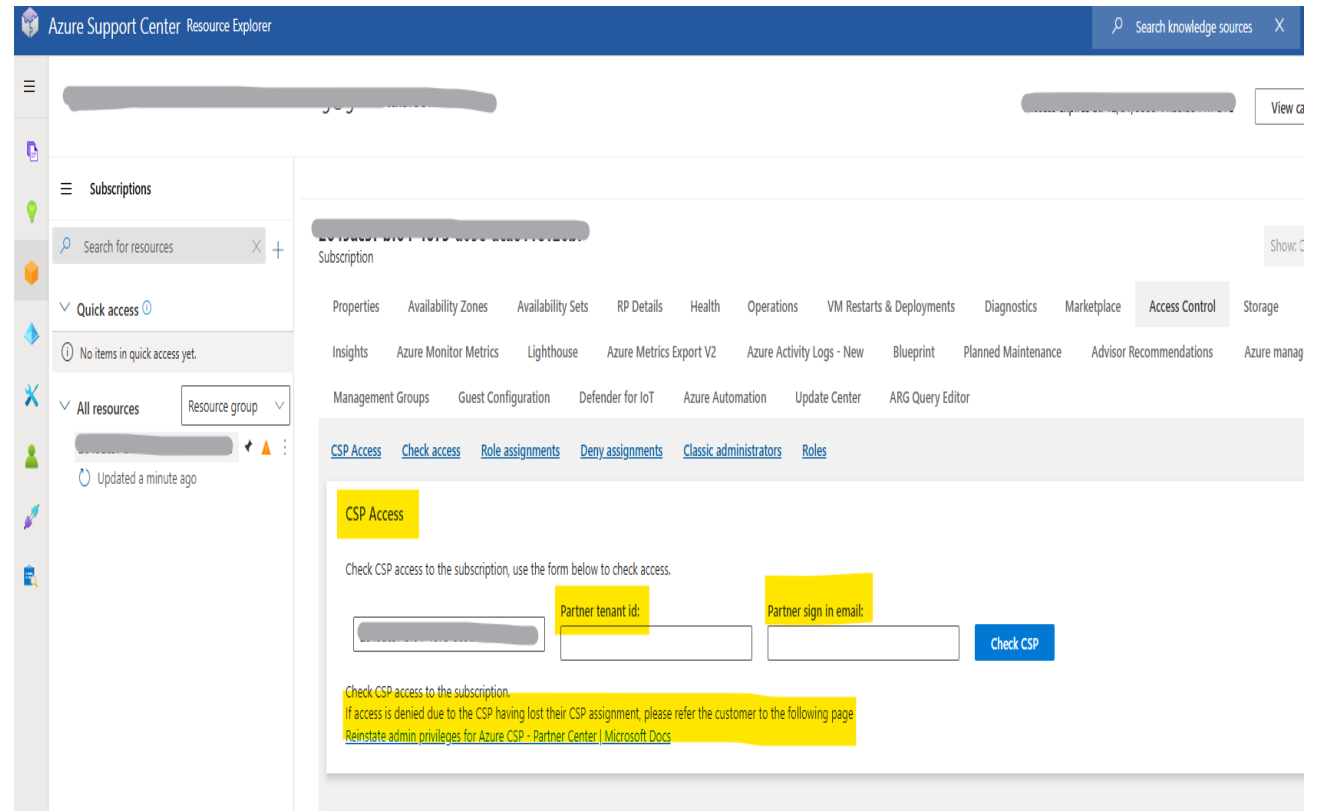 Azure Support Center Resource Explorer
Search knowledge sources X
View ca
Subscriptions
Search for resources
Subscription
Show: C
Quick access
No items in quick access yet.
All resources
Resource group
Updated a minute ago
Properties Availability Zones Availability Sets RP Details Health Operations VM Restarts & Deployments Diagnostics Marketplace Access Control Storage
Insights Azure Monitor Metrics Lighthouse Azure Metrics Export V2 Azure Activity Logs - New Blueprint Planned Maintenance Advisor Recommendations Azure manag
Management Groups Guest Configuration Defender for IoT Azure Automation Update Center ARG Query Editor
CSP Access Check access Role assignments Deny assignments Classic administrators Roles
CSP Access
Check CSP access to the subscription, use the form below to check access.
Partner tenant id: Partner sign in email:
Check CSP
Check CSP access to the subscription.
If access is denied due to the CSP having lost their CSP assignment, please refer the customer to the following page
Reinstate admin privileges for Azure CSP - Partner Center | Microsoft Docs